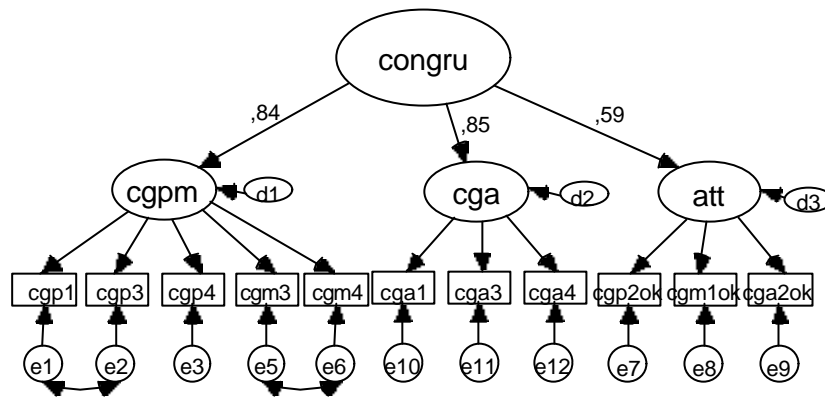 congru
,84
,85
,59
cgpm
d1
cga
d2
att
d3
cgp1
cgp3
cgp4
cgm3
cgm4
cga1
cga3
cga4
cgp2ok
cgm1ok
cga2ok
e1
e2
e3
e5
e6
e10
e11
e12
e7
e8
e9